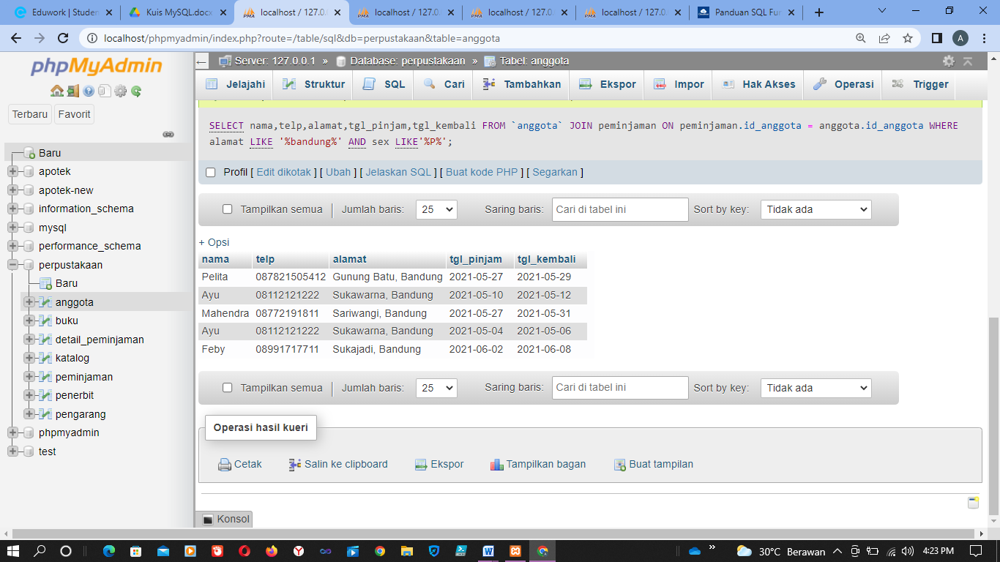 Eduwork | Studen
Kuis MySQL.docx
localhost / 127.0.
localhost / 127.0.
localhost / 127.0.
localhost / 127.0.
Panduan SQL Fun
localhost/phpmyadmin/index.php?route=/table/sql&db=perpustakaan&table=anggota
A
phpMyAdmin
Terbaru
Favorit
Baru
apotek
apotek-new
information_schema
mysql
performance_schema
perpustakaan
Baru
anggota
buku
detail_peminjaman
katalog
peminjaman
penerbit
pengarang
phpmyadmin
test
Server: 127.0.0.1 » Database: perpustakaan » Tabel: anggota
Jelajahi Struktur SQL Cari Tambahkan Ekspor Impor Hak Akses Operasi Trigger
SELECT nama,telp,alamat,tgl_pinjam,tgl_kembali FROM `anggota` JOIN peminjaman ON peminjaman.id_anggota = anggota.id_anggota WHERE
alamat LIKE '%bandung%' AND sex LIKE'%P%';
Profil [ Edit dikotak ] [ Ubah ] [ Jelaskan SQL ] [ Buat kode PHP ] [ Segarkan ]
Tampilkan semua | Jumlah baris: 25 Saring baris: Cari di tabel ini Sort by key: Tidak ada
+ Opsi
nama telp alamat tgl_pinjam tgl_kembali
Pelita 087821505412 Gunung Batu, Bandung 2021-05-27 2021-05-29
Ayu 08112121222 Sukawarna, Bandung 2021-05-10 2021-05-12
Mahendra 08772191811 Sariwangi, Bandung 2021-05-27 2021-05-31
Ayu 08112121222 Sukawarna, Bandung 2021-05-04 2021-05-06
Feby 08991717711 Sukajadi, Bandung 2021-06-02 2021-06-08
Tampilkan semua | Jumlah baris: 25 Saring baris: Cari di tabel ini Sort by key: Tidak ada
Operasi hasil kueri
Cetak Salin ke clipboard Ekspor Tampilkan bagan Buat tampilan
Konsol
30°C Berawan 4:23 PM